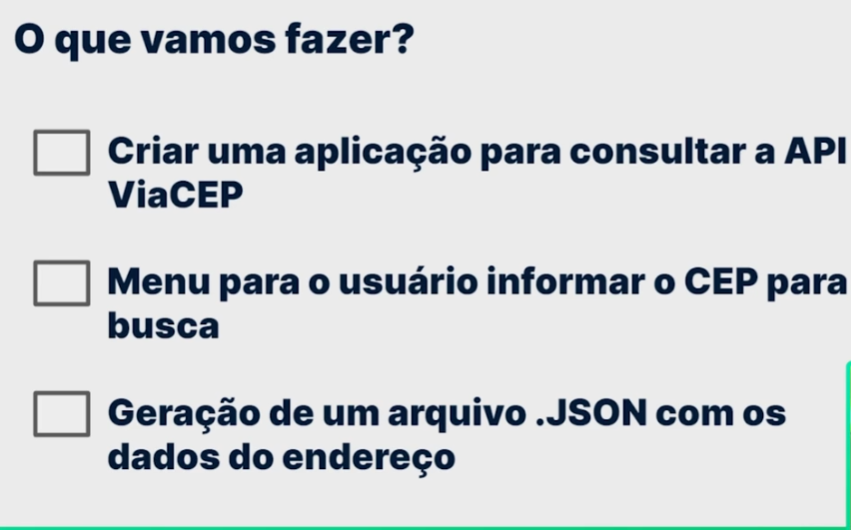 O que vamos fazer?
Criar uma aplicação para consultar a API
ViaCEP
Menu para o usuário informar o CEP para
busca
Geração de um arquivo .JSON com os
dados do endereço